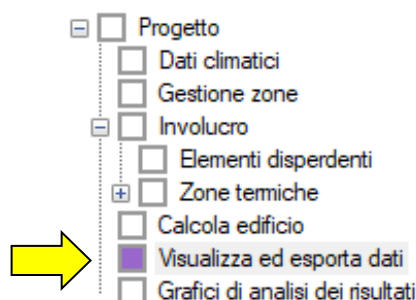 Progetto
Dati climatici
Gestione zone
Involucro
Elementi disperdenti
Zone termiche
Calcola edificio
Visualizza ed esporta dati
Grafici di analisi dei risultati